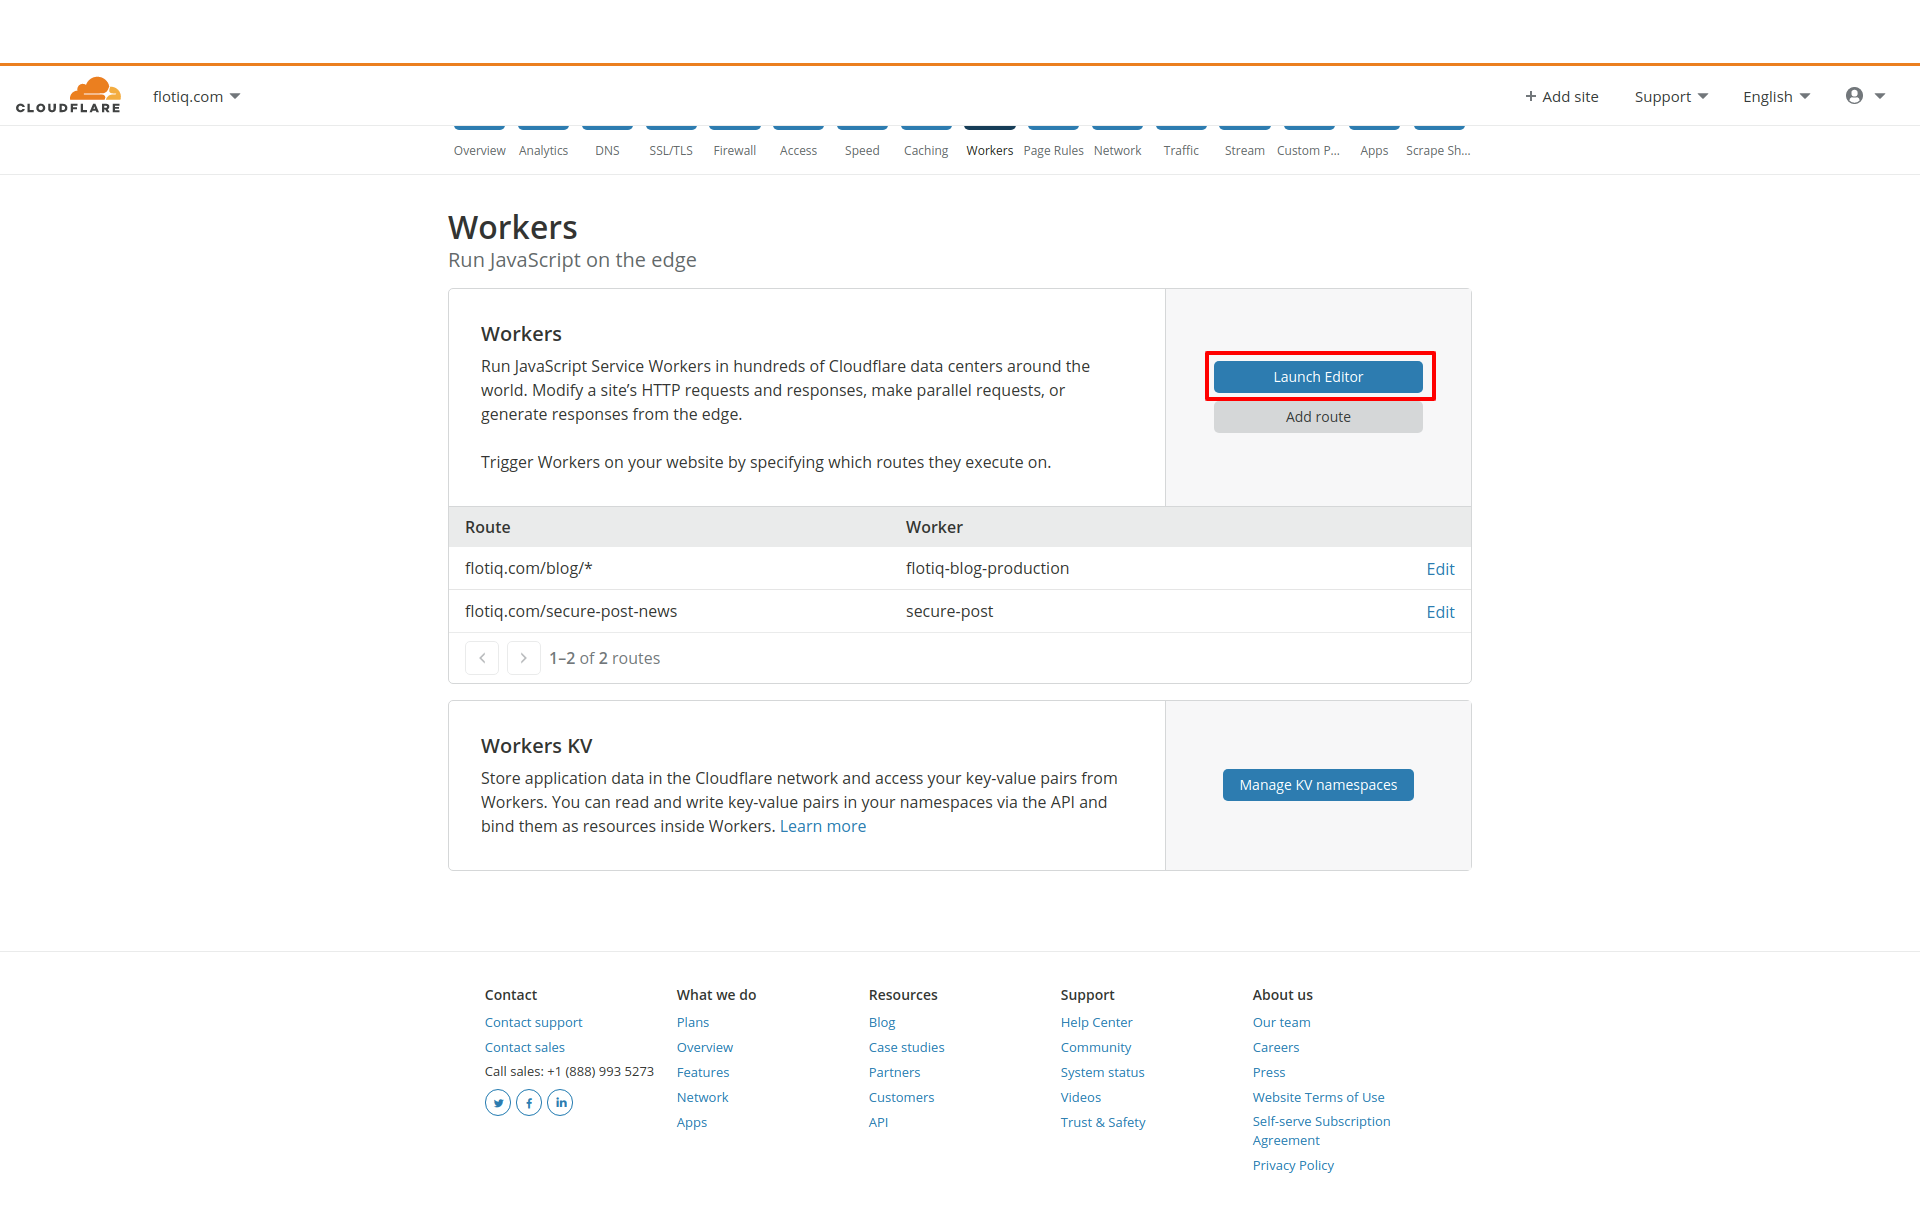 CLOUDFLARE
flotiq.com
+ Add site
Support
English
Overview
Analytics
DNS
SSL/TLS
Firewall
Access
Speed
Caching
Workers
Page Rules
Network
Traffic
Stream
Custom P...
Apps
Scrape Sh...
Workers
Run JavaScript on the edge
Workers
Run JavaScript Service Workers in hundreds of Cloudflare data centers around the
world. Modify a site’s HTTP requests and responses, make parallel requests, or
generate responses from the edge.
Trigger Workers on your website by specifying which routes they execute on.
Launch Editor
Add route
Route Worker
flotiq.com/blog/* flotiq-blog-production Edit
flotiq.com/secure-post-news secure-post Edit
1–2 of 2 routes
Workers KV
Store application data in the Cloudflare network and access your key-value pairs from
Workers. You can read and write key-value pairs in your namespaces via the API and
bind them as resources inside Workers. Learn more
Manage KV namespaces
Contact
Contact support
Contact sales
Call sales: +1 (888) 993 5273
What we do
Plans
Overview
Features
Network
Apps
Resources
Blog
Case studies
Partners
Customers
API
Support
Help Center
Community
System status
Videos
Trust & Safety
About us
Our team
Careers
Press
Website Terms of Use
Self-serve Subscription
Agreement
Privacy Policy